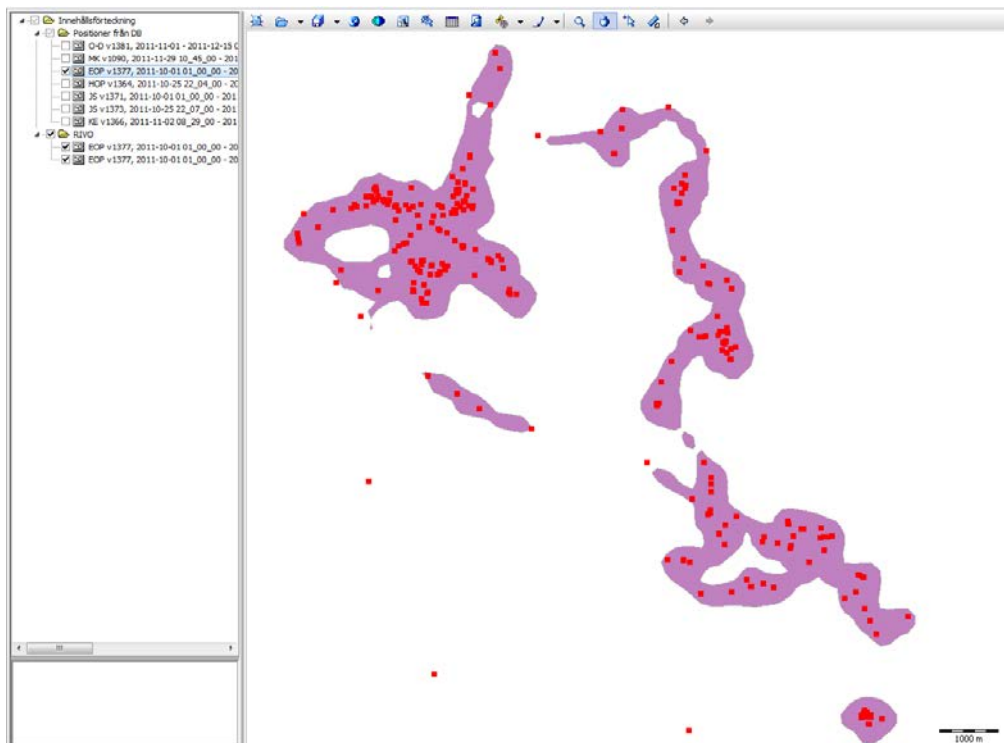 Innehållsförteckning
Positioner från DB
O-D v1381, 2011-11-01 - 2011-12-15 0
MK v1090, 2011-11-29 10_45_00 - 201
EOP v1377, 2011-10-01 01_00_00 - 20
HOP v1364, 2011-10-25 22_04_00 - 201
JS v1371, 2011-10-01 01_00_00 - 201
JS v1373, 2011-10-25 22_07_00 - 201
KE v1366, 2011-11-02 08_29_00 - 201
RIVO
EOP v1377, 2011-10-01 01_00_00 - 20
EOP v1377, 2011-10-01 01_00_00 - 20
1000 m